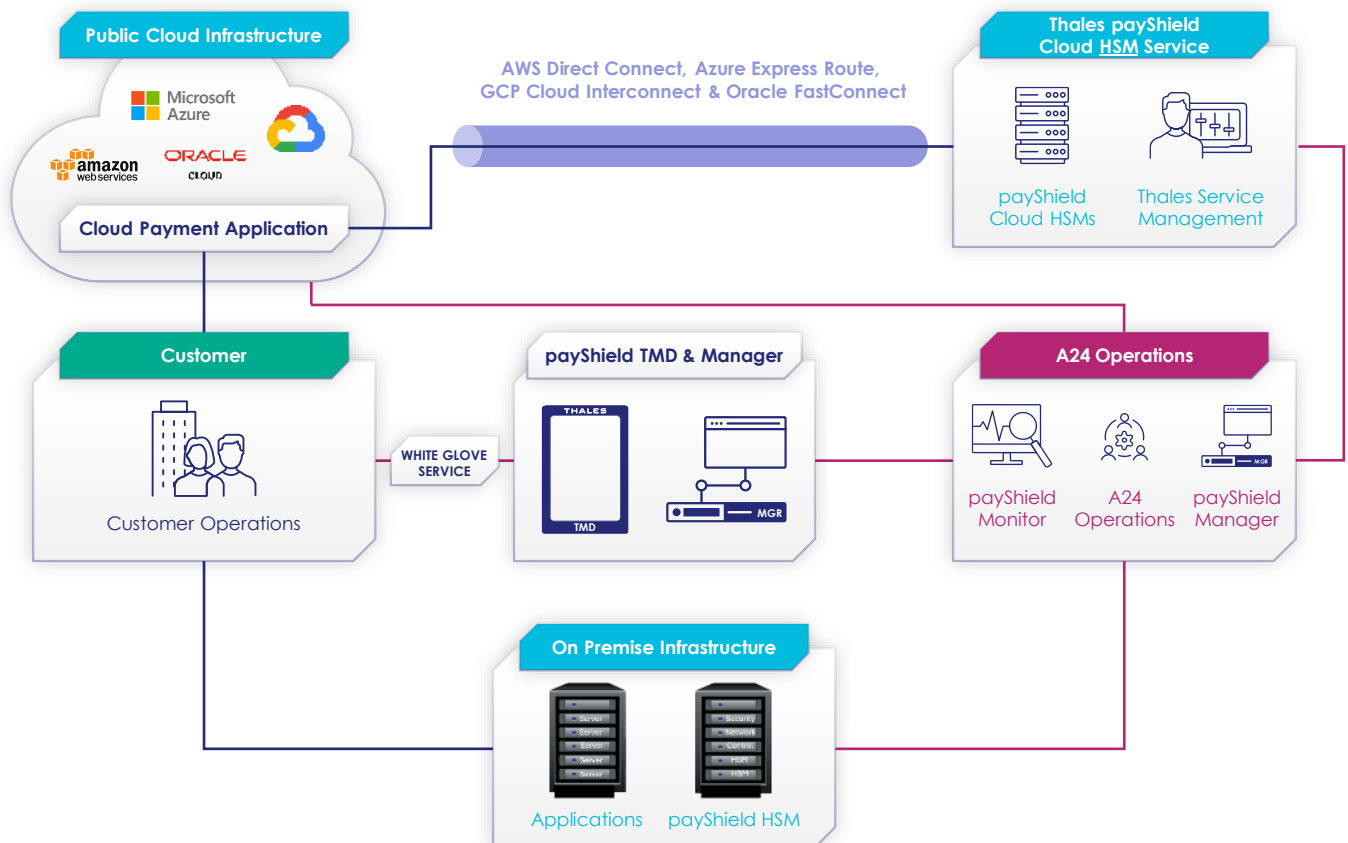 Public Cloud Infrastructure
Microsoft
Azure
amazon
webservices
ORACLE
CLOUD
Cloud Payment Application
AWS Direct Connect, Azure Express Route,
GCP Cloud Interconnect & Oracle FastConnect
Thales payShield
Cloud HSM Service
payShield
Cloud HSMs
Thales Service
Management
Customer
Customer Operations
WHITE GLOVE
SERVICE
payShield TMD & Manager
THALES
TMD
MGR
A24 Operations
payShield
Monitor
A24
Operations
MGR
payShield
Manager
On Premise Infrastructure
Server
Server
Server
Server
Server
Applications
Security
Network
Control
HSM
HSM
payShield HSM